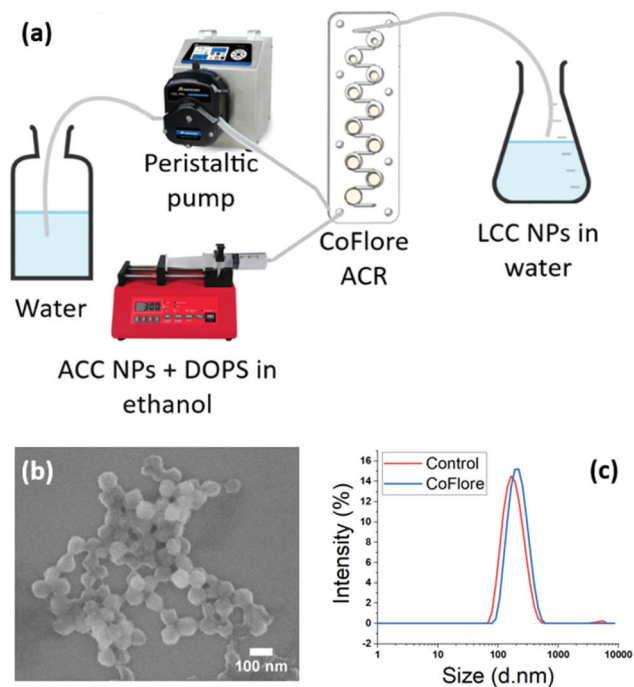 (a)
Peristaltic
pump
CoFlore
ACR
LCC NPs in
water
Water
ACC NPs + DOPS in
ethanol
(b)
100 nm
(c)
Control
CoFlore
Intensity (%)
16
14
12
10
8
6
4
2
0
-2
1
10
100
1000
10000
Size (d.nm)